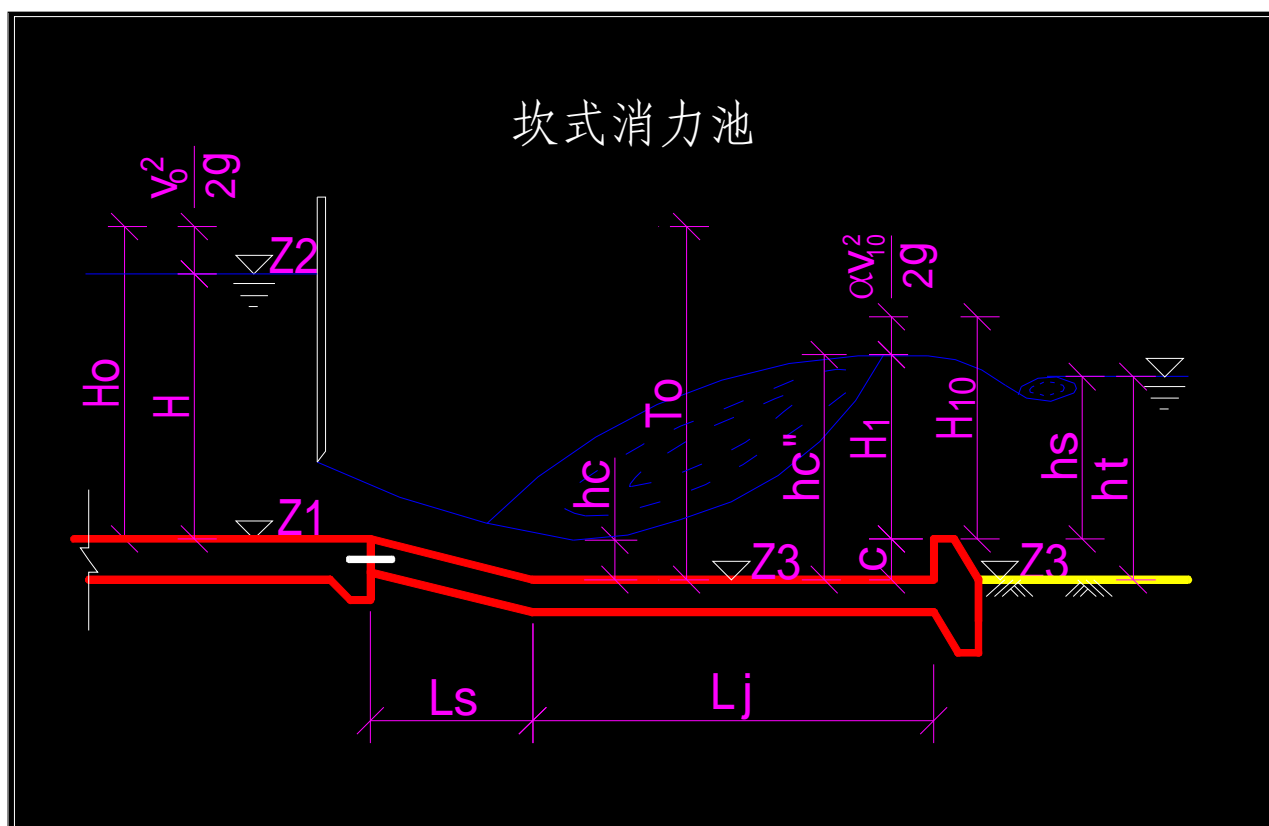 坎式消力池
v₀²/2g
αv₁₀²/2g
Z2
Ho
H
To
hc
hc"
H1
H10
hs
ht
Z1
Z3
c
Z3
Ls
Lj